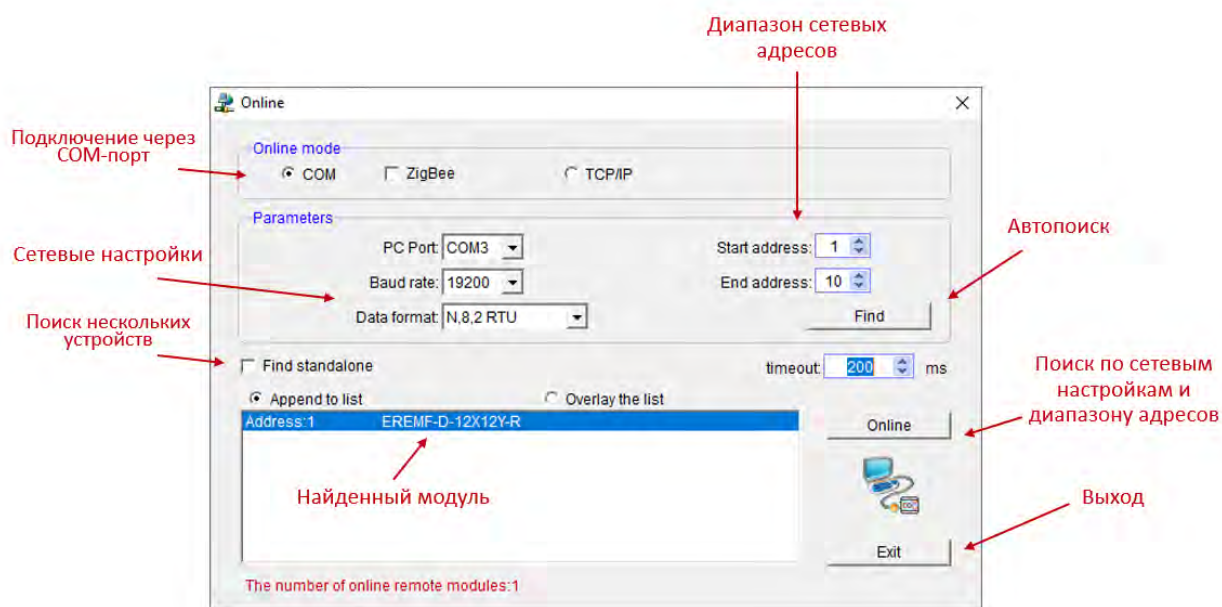 Диапазон сетевых
адресов
Online
Подключение через
COM-порт
Online mode
COM
ZigBee
TCP/IP
Parameters
Автопоиск
PC Port: COM3
Start address: 1
Сетевые настройки
Baud rate: 19200
End address: 10
Data format: N,8,2 RTU
Find
Поиск нескольких
устройств
Find standalone
timeout: 200 ms
Поиск по сетевым
настройкам и
диапазону адресов
Append to list
Overlay the list
Address:1 EREMF-D-12X12Y-R
Online
Найденный модуль
Выход
Exit
The number of online remote modules:1